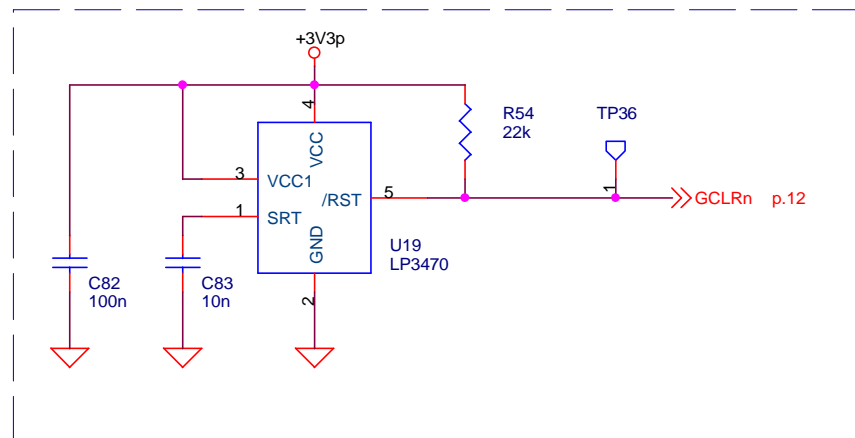 +3V3p
4
VCC
R54
22k
TP36
3
VCC1
/RST
5
1
GCLRn p.12
1
SRT
GND
U19
LP3470
C82
100n
C83
10n
2